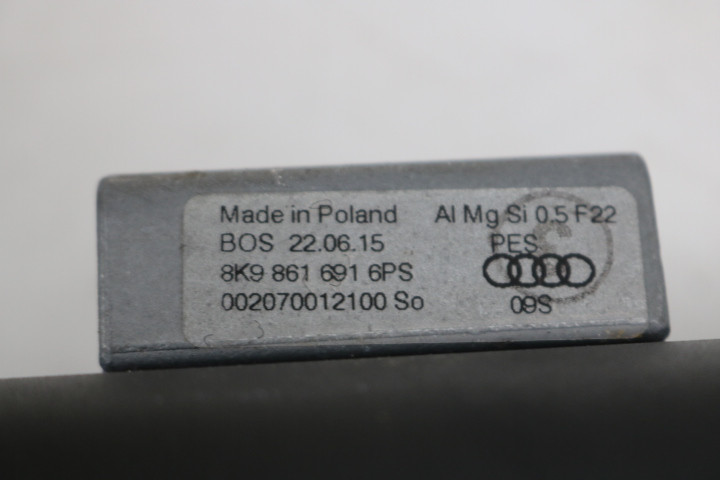 Made in Poland Al Mg Si 0.5 F22
BOS 22.06.15 PES
8K9 861 691 6PS
002070012100 So 09S